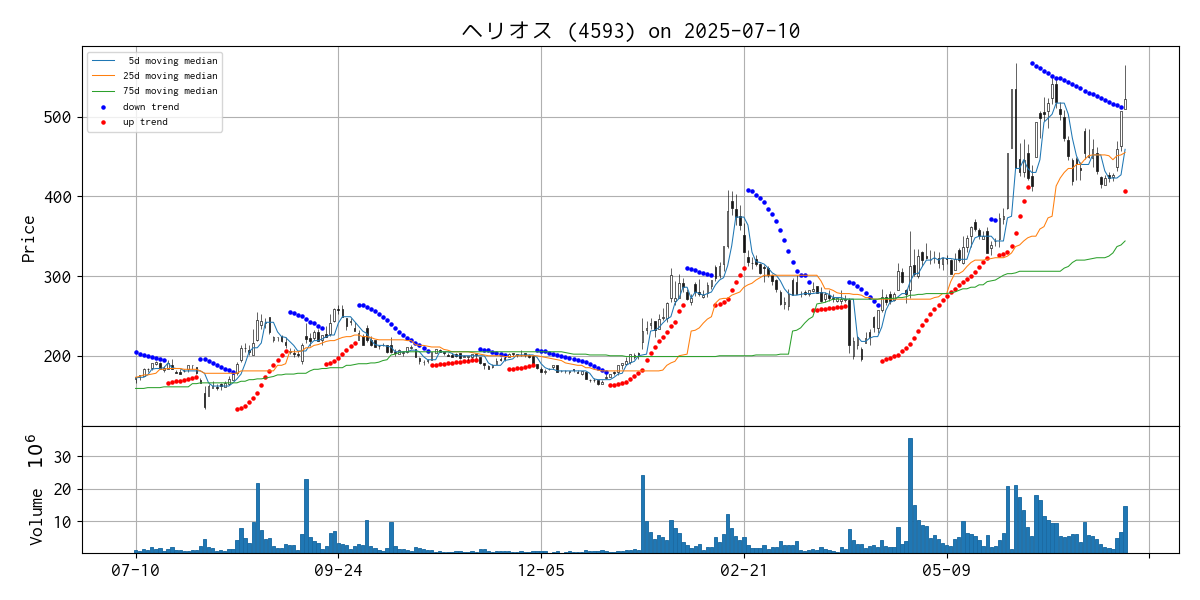 ヘリオス (4593) on 2025-07-10
5d moving median
25d moving median
75d moving median
down trend
up trend
Price
500
400
300
200
Volume 10^6
30
20
10
07-10
09-24
12-05
02-21
05-09